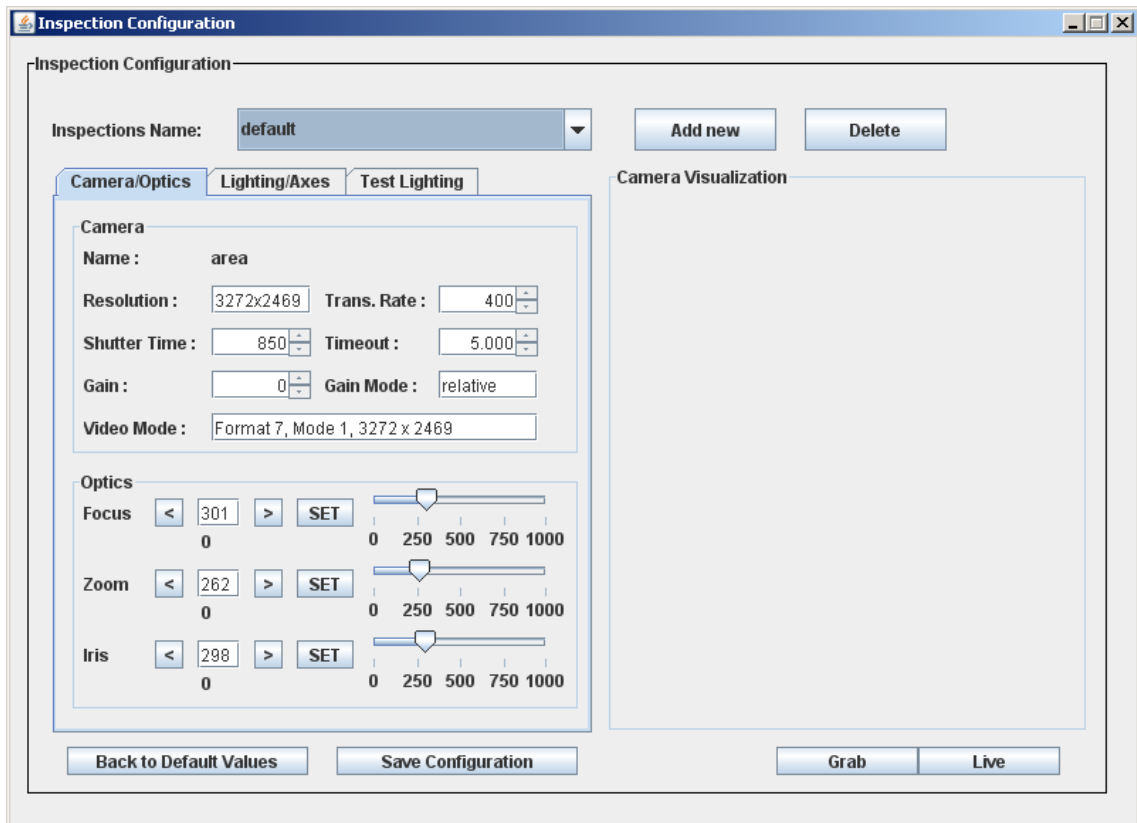 Inspection Configuration
Inspection Configuration
Inspections Name: default Add new Delete
Camera/Optics Lighting/Axes Test Lighting
Camera Visualization
Camera
Name : area
Resolution : 3272x2469 Trans. Rate : 400
Shutter Time : 850 Timeout : 5.000
Gain : 0 Gain Mode : relative
Video Mode : Format 7, Mode 1, 3272 x 2469
Optics
Focus < 301 > SET
0 0 250 500 750 1000
Zoom < 262 > SET
0 0 250 500 750 1000
Iris < 298 > SET
0 0 250 500 750 1000
Back to Default Values Save Configuration Grab Live